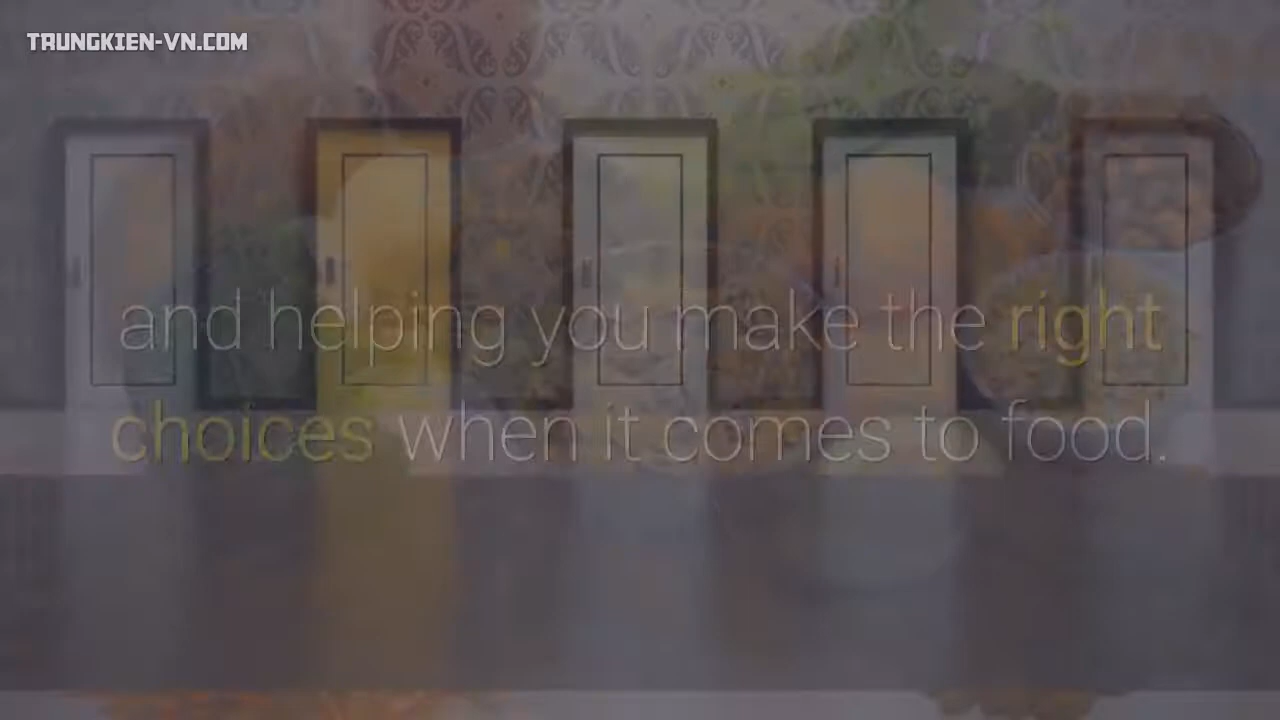 TRUNGKIEN-VN.COM
and helping you make the right
choices when it comes to food.